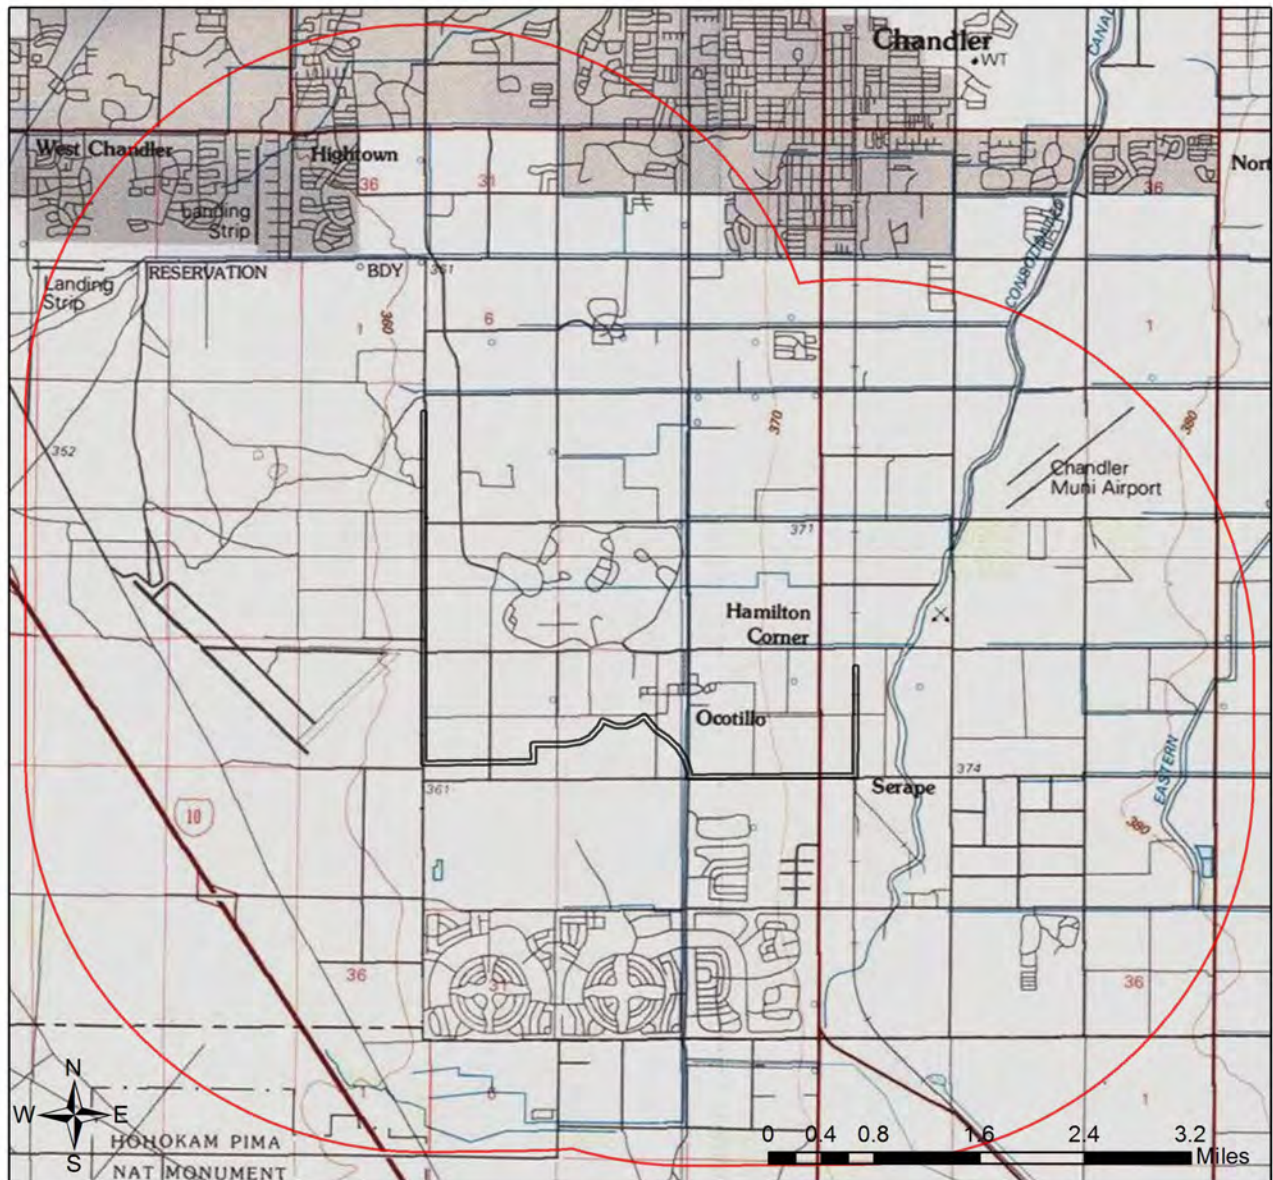 Chandler
WT
CANAL
West Chandler
Hightown
36
31
36
Nort
Landing
Strip
CONSOLIDATED
RESERVATION
BDY
361
Landing
Strip
1
360
6
1
370
380
352
Chandler
Muni Airport
371
Hamilton
Corner
Ocotillo
374
Serape
361
EASTERN
10
380
36
31
36
N
W
E
S
6
1
HOHOKAM PIMA
NAT MONUMENT
0 0.4 0.8 1.6 2.4 3.2
Miles